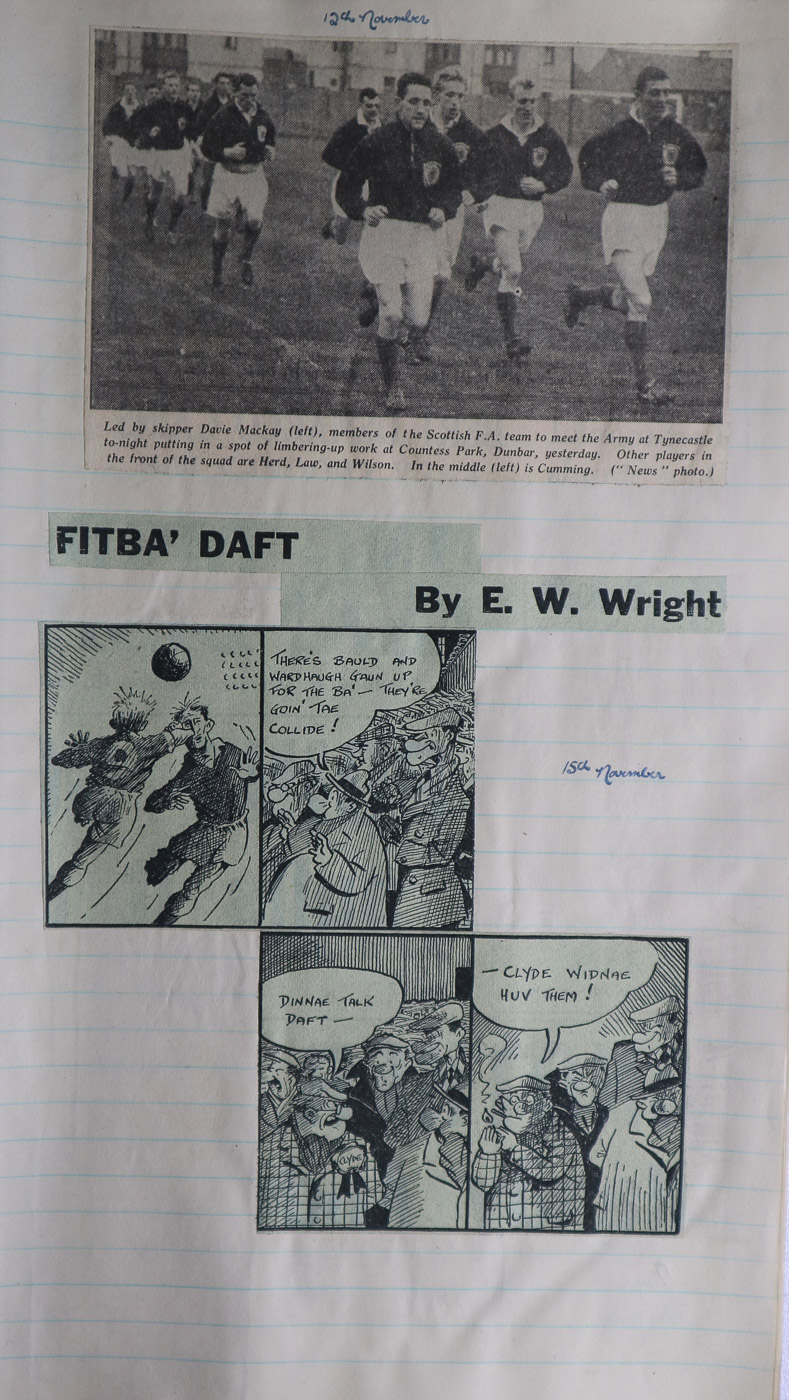 12th November
Led by skipper Davie Mackay (left), members of the Scottish F.A. team to meet the Army at Tynecastle
to-night putting in a spot of limbering-up work at Countess Park, Dunbar, yesterday. Other players in
the front of the squad are Herd, Law, and Wilson. In the middle (left) is Cumming. (" News " photo.)
FITBA' DAFT
By E. W. Wright
THERE'S BAULD AND
WARDHAUGH GAUN UP
FOR THE BA' — THEY'RE
GOIN' TAE
COLLIDE !
15th November
DINNAE TALK
DAFT —
— CLYDE WIDNAE
HUV THEM !
CLYDE